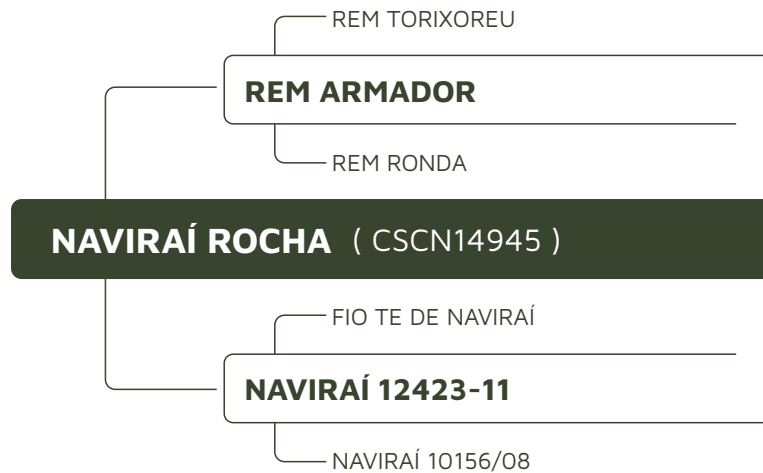 REM TORIXOREU
REM ARMADOR
REM RONDA
NAVIRAÍ ROCHA ( CSCN14945 )
FIO TE DE NAVIRAÍ
NAVIRAÍ 12423-11
NAVIRAÍ 10156/08